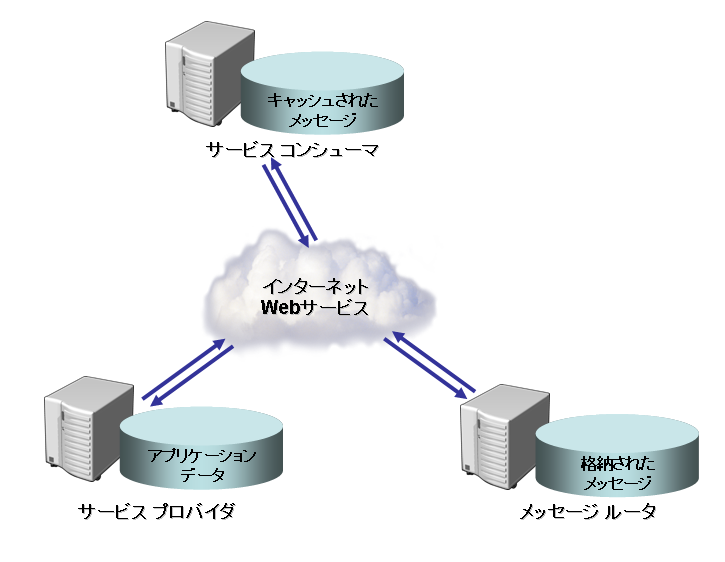 キャッシュされた
メッセージ
サービス コンシューマ
インターネット
Webサービス
アプリケーション
データ
サービス プロバイダ
格納された
メッセージ
メッセージ ルータ